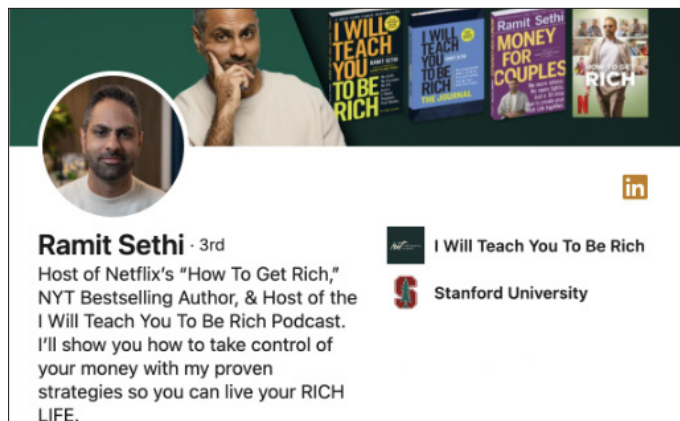 I WILL
TEACH
YOU
TO BE
RICH
RAMIT SETHI
I WILL
TEACH
YOU
TO BE
RICH
THE JOURNAL
Ramit Sethi
MONEY
FOR
COUPLES
HOW TO GET
RICH
N
in
Ramit Sethi · 3rd
Host of Netflix’s “How To Get Rich,”
NYT Bestselling Author, & Host of the
I Will Teach You To Be Rich Podcast.
I’ll show you how to take control of
your money with my proven
strategies so you can live your RICH
LIFE.
I Will Teach You To Be Rich
Stanford University